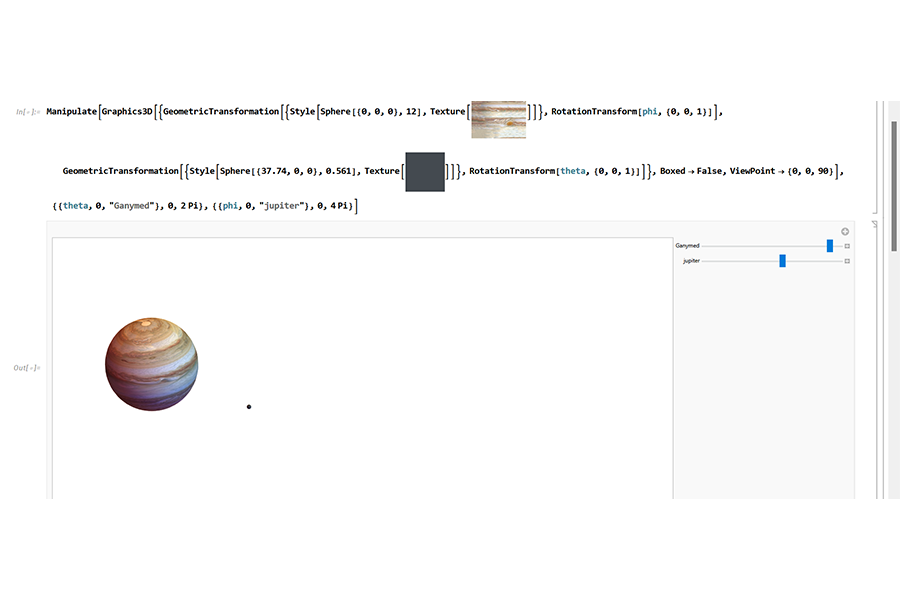 In[∘]:= Manipulate[Graphics3D[{GeometricTransformation[{Style[Sphere[{0, 0, 0}, 12], Texture[]]}, RotationTransform[phi, {0, 0, 1}]],
GeometricTransformation[{Style[Sphere[{37.74, 0, 0}, 0.561], Texture[]]}, RotationTransform[theta, {0, 0, 1}]]}, Boxed → False, ViewPoint → {0, 0, 90}],
{{theta, 0, "Ganymed"}, 0, 2 Pi}, {{phi, 0, "jupiter"}, 0, 4 Pi}]
Ganymed
jupiter
Out[∘]=